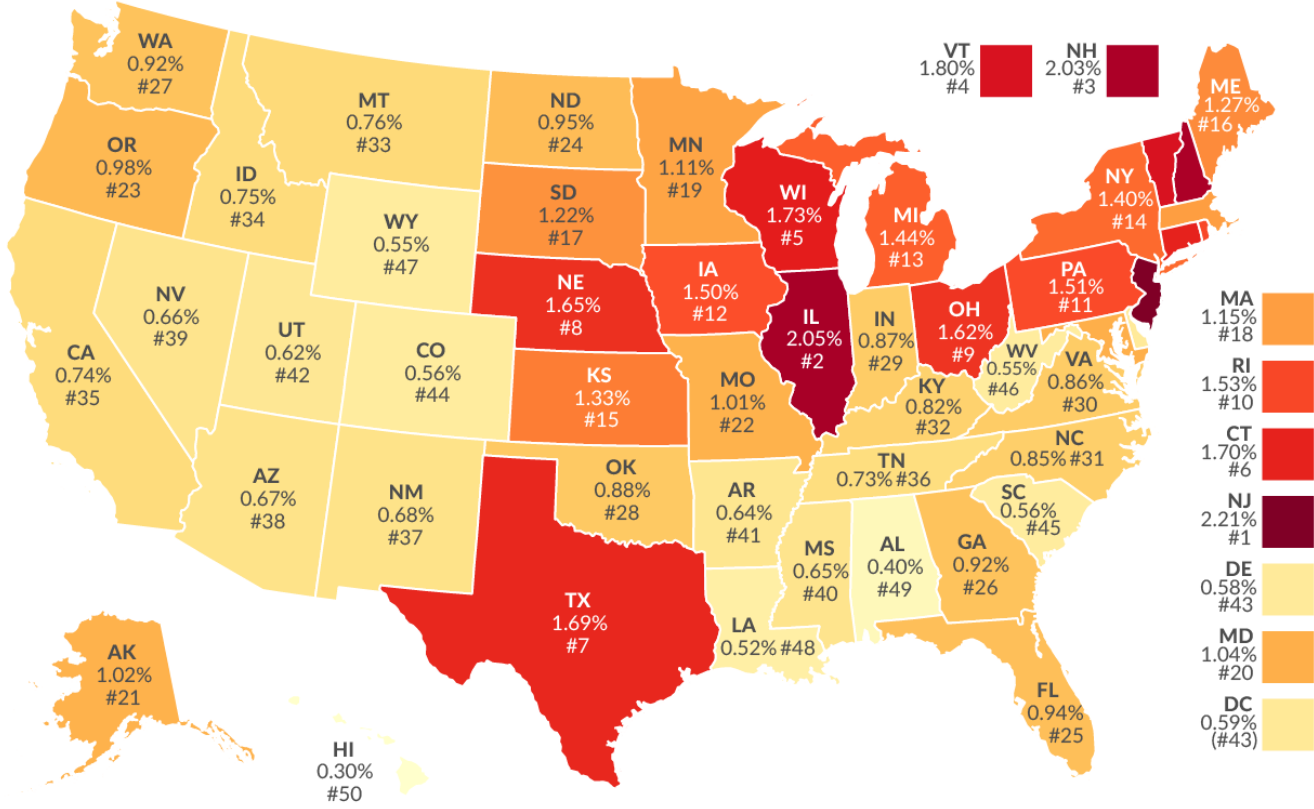 WA
0.92%
#27
OR
0.98%
#23
CA
0.74%
#35
NV
0.66%
#39
ID
0.75%
#34
MT
0.76%
#33
WY
0.55%
#47
UT
0.62%
#42
CO
0.56%
#44
AZ
0.67%
#38
NM
0.68%
#37
ND
0.95%
#24
SD
1.22%
#17
NE
1.65%
#8
KS
1.33%
#15
OK
0.88%
#28
TX
1.69%
#7
MN
1.11%
#19
IA
1.50%
#12
MO
1.01%
#22
AR
0.64%
#41
LA
0.52% #48
WI
1.73%
#5
IL
2.05%
#2
MI
1.44%
#13
IN
0.87%
#29
OH
1.62%
#9
KY
0.82%
#32
TN
0.73% #36
MS
0.65%
#40
AL
0.40%
#49
GA
0.92%
#26
FL
0.94%
#25
SC
0.56%
#45
NC
0.85% #31
VA
0.86%
#30
WV
0.55%
#46
PA
1.51%
#11
NY
1.40%
#14
ME
1.27%
#16
VT
1.80%
#4
NH
2.03%
#3
MA
1.15%
#18
RI
1.53%
#10
CT
1.70%
#6
NJ
2.21%
#1
DE
0.58%
#43
MD
1.04%
#20
DC
0.59%
(#43)
AK
1.02%
#21
HI
0.30%
#50